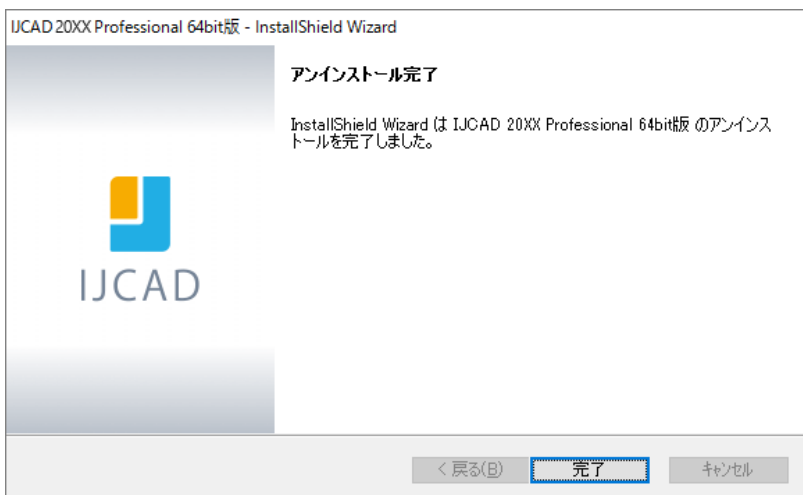 IJCAD 20XX Professional 64bit版 - InstallShield Wizard
アンインストール完了
InstallShield Wizard は IJCAD 20XX Professional 64bit版 のアンインス
トールを完了しました。
IJCAD
< 戻る(B)
完了
キャンセル